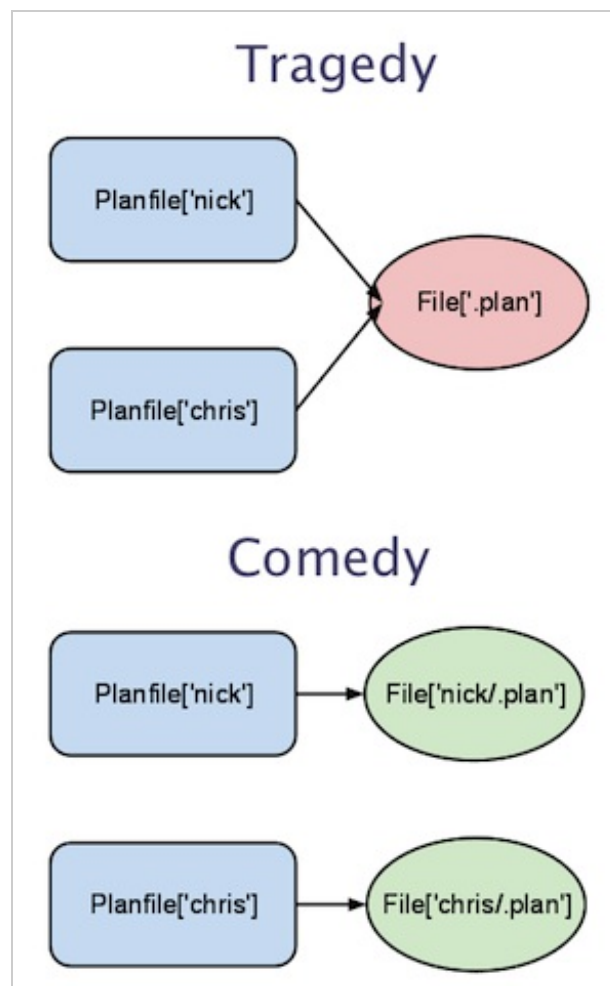 Tragedy
Planfile['nick']
File['.plan']
Planfile['chris']
Comedy
Planfile['nick']
File['nick/.plan']
Planfile['chris']
File['chris/.plan']